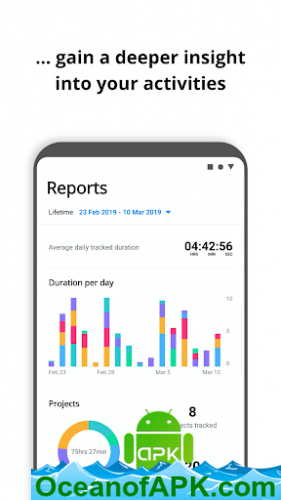 ... gain a deeper insight
into your activities
Reports
Lifetime 23 Feb 2019 - 10 Mar 2019
Average daily tracked duration 04:42:56
HRS MIN SEC
Duration per day
10
5
0
Feb 23 Feb 28 Mar 5 Mar 10
Projects
8
75hrs 27min
tracked
APK
20
OceanofAPK.com